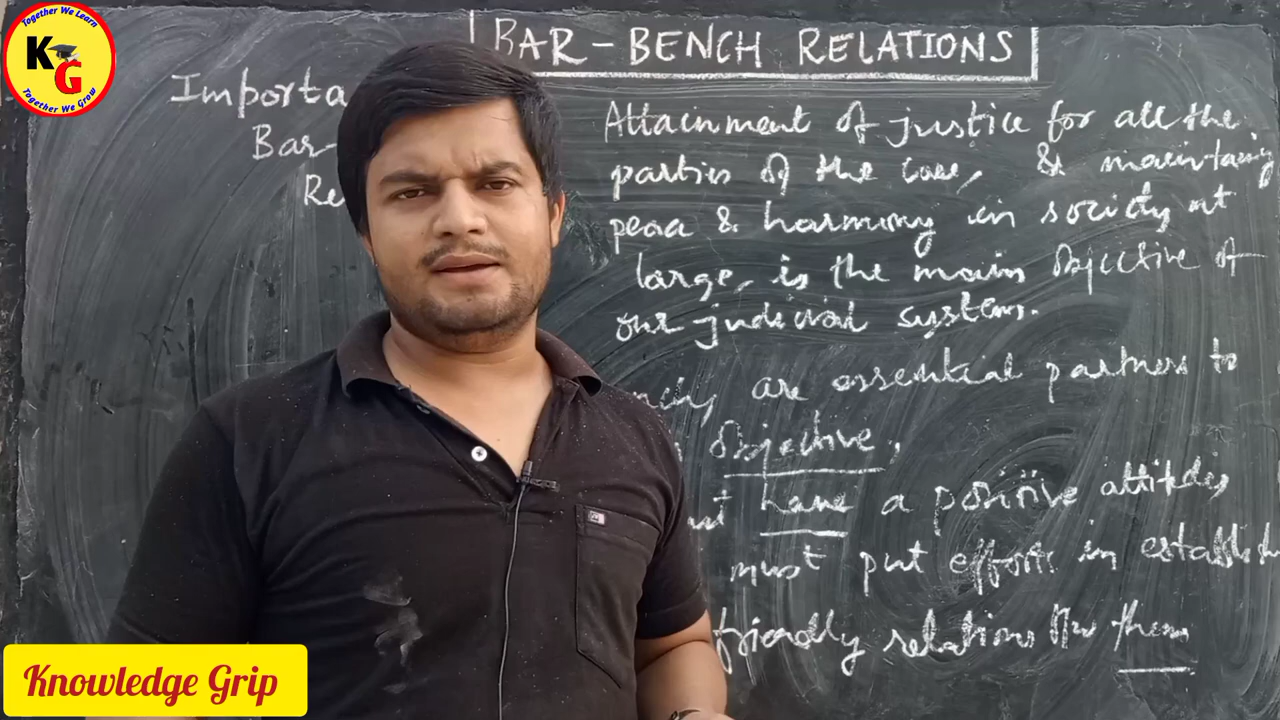 Together We Learn
KG
Together We Grow
BAR-BENCH RELATIONS
Importa
Bar
Re
Attainment of justice for all the
parties of the case, & maintaing
peace & harmony in society at
large, is the main objective of
our judicial system.
are essential partners to
objective,
have a positive attitdes
must put efforts in establish
friendly relations b/w them
Knowledge Grip